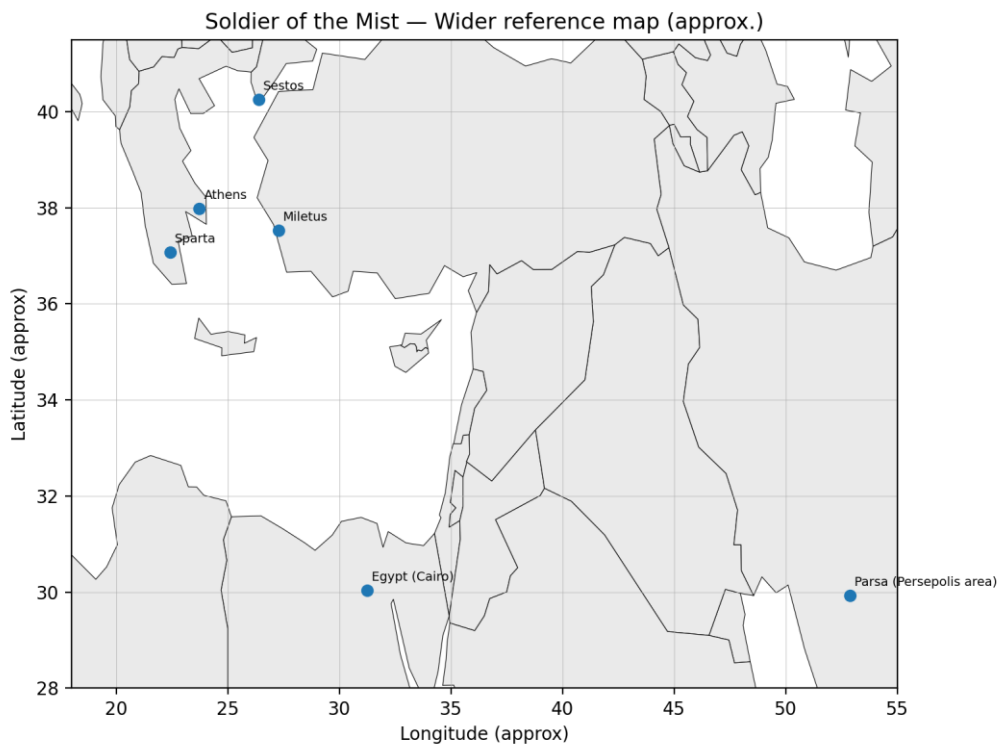 Soldier of the Mist — Wider reference map (approx.)
Latitude (approx)
40
38
36
34
32
30
28
Sestos
Athens
Miletus
Sparta
Egypt (Cairo)
Parsa (Persepolis area)
20
25
30
35
40
45
50
55
Longitude (approx)